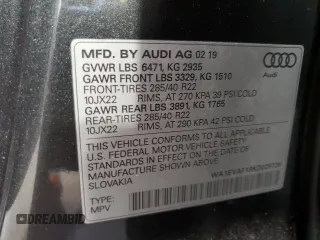 MFD. BY AUDI AG 02 19
GVWR LBS 6471, KG 2935
GAWR FRONT LBS 3329, KG 1510
FRONT-TIRES 285/40 R22
10JX22 RIMS, AT 270 KPA 39 PSI COLD
GAWR REAR LBS 3891, KG 1765
REAR-TIRES 285/40 R22
10JX22 RIMS, AT 290 KPA 42 PSI COLD
THIS VEHICLE CONFORMS TO ALL APPLICABLE
FEDERAL MOTOR VEHICLE SAFETY STANDARDS
IN EFFECT ON THE DATE OF
MANUFACTURE SHOWN ABOVE.
SLOVAKIA
TYPE:
MPV
Audi
DREAMBID